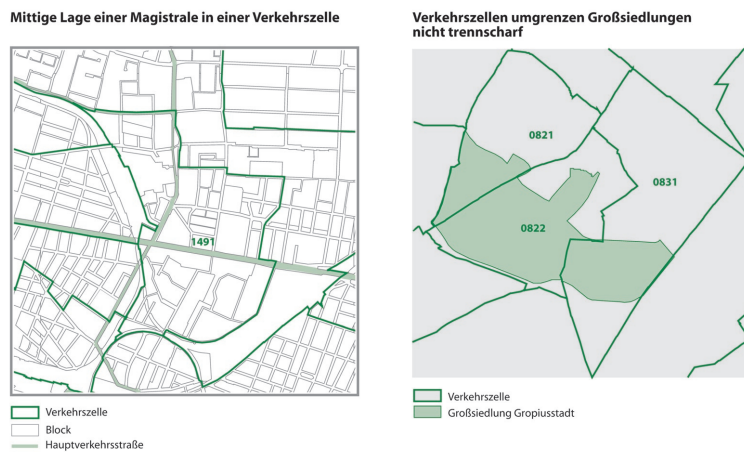 Mittige Lage einer Magistrale in einer Verkehrszelle
1491
Verkehrszelle
Block
Hauptverkehrsstraße
Verkehrszellen umgrenzen Großsiedlungen
nicht trennscharf
0821
0831
0822
Verkehrszelle
Großsiedlung Gropiusstadt